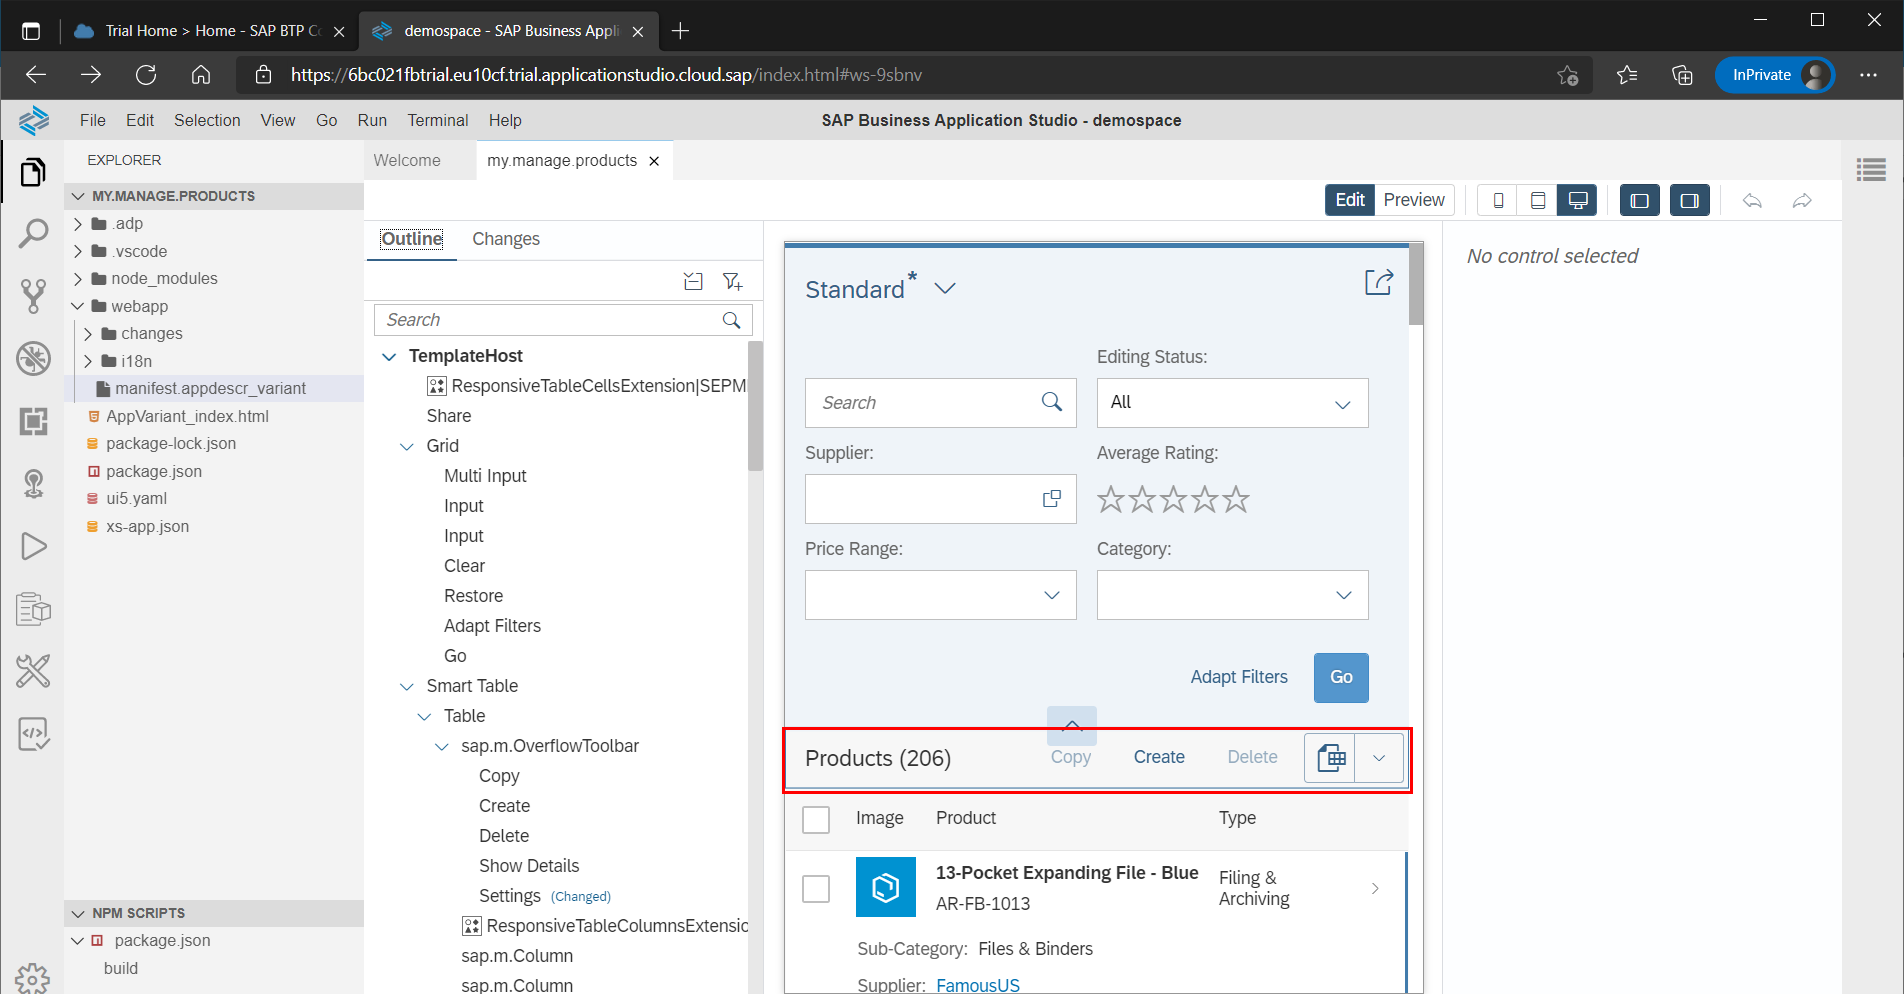 Trial Home > Home - SAP BTP Co
demospace - SAP Business Appli
https://6bc021fbtrial.eu10cf.trial.applicationstudio.cloud.sap/index.html#ws-9sbnv
InPrivate
File Edit Selection View Go Run Terminal Help
SAP Business Application Studio - demospace
EXPLORER
MY.MANAGE.PRODUCTS
.adp
.vscode
node_modules
webapp
changes
i18n
manifest.appdescr_variant
AppVariant_index.html
package-lock.json
package.json
ui5.yaml
xs-app.json
NPM SCRIPTS
package.json
build
Welcome
my.manage.products
Edit Preview
Outline Changes
Search
TemplateHost
ResponsiveTableCellsExtension|SEPM
Share
Grid
Multi Input
Input
Input
Clear
Restore
Adapt Filters
Go
Smart Table
Table
sap.m.OverflowToolbar
Copy
Create
Delete
Show Details
Settings (Changed)
ResponsiveTableColumnsExtensio
sap.m.Column
sap.m.Column
Standard*
Editing Status:
Search
All
Supplier: Average Rating:
Price Range: Category:
Adapt Filters Go
Products (206) Copy Create Delete
Image Product Type
13-Pocket Expanding File - Blue
AR-FB-1013
Filing &
Archiving
Sub-Category: Files & Binders
Supplier: FamousUS
No control selected